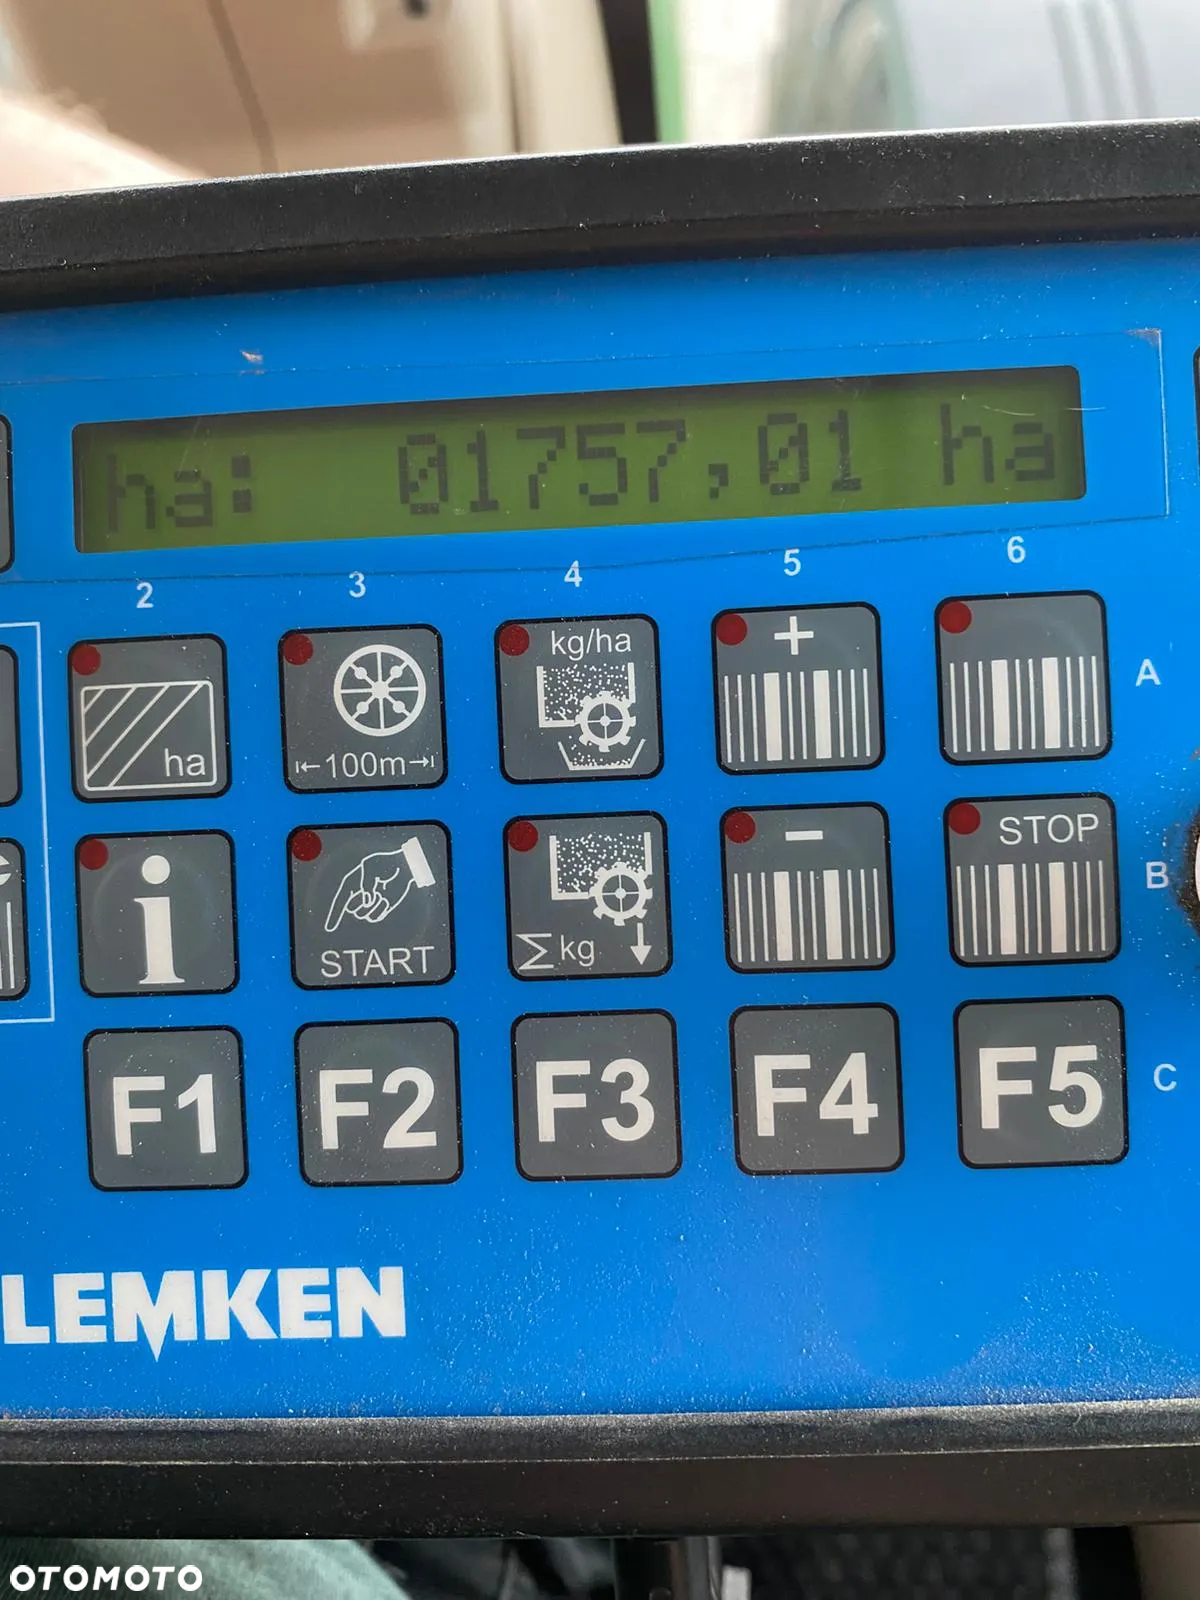 ha: 01757,01 ha
2 3 4 5 6
ha
←100m→
kg/ha
+
A
i
START
Σkg
-
STOP
B
F1 F2 F3 F4 F5
C
LEMKEN
OTOMOTO